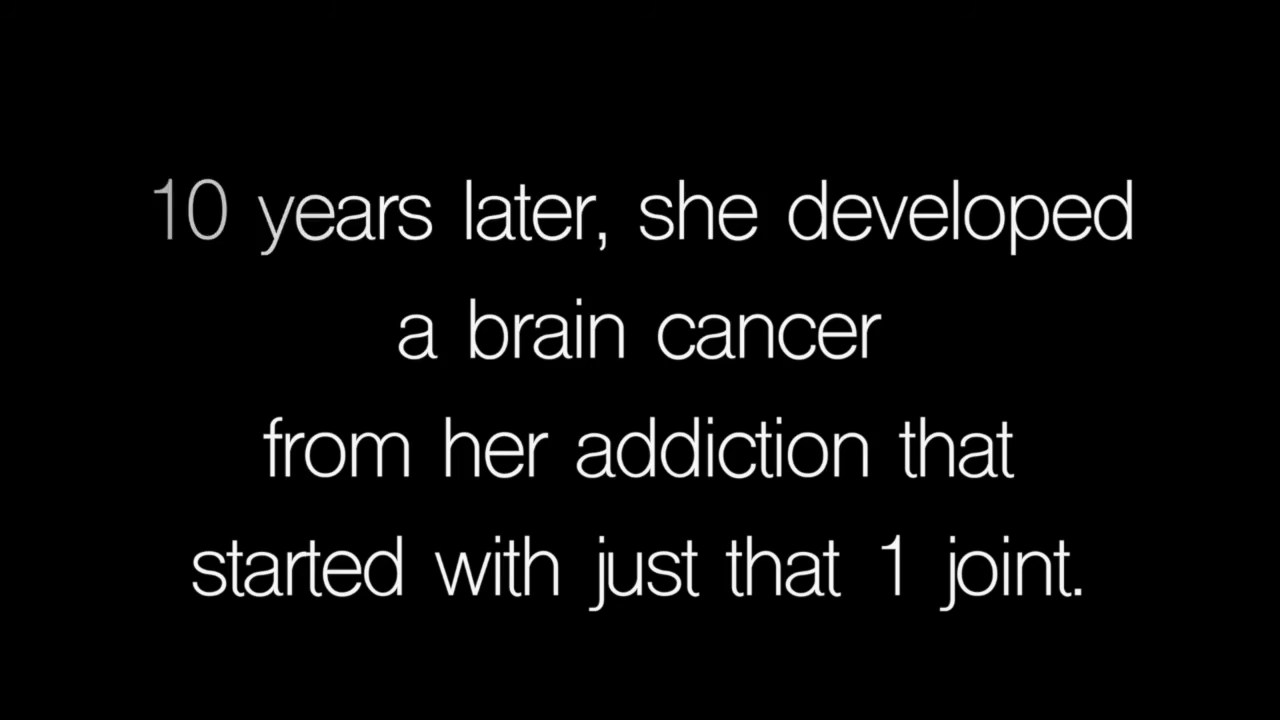 10 years later, she developed
a brain cancer
from her addiction that
started with just that 1 joint.